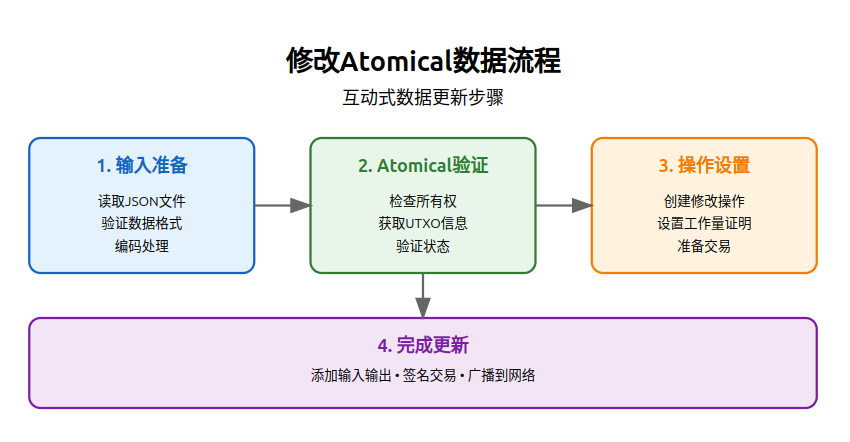 修改Atomical数据流程
互动式数据更新步骤
1. 输入准备
读取JSON文件
验证数据格式
编码处理
2. Atomical验证
检查所有权
获取UTXO信息
验证状态
3. 操作设置
创建修改操作
设置工作量证明
准备交易
4. 完成更新
添加输入输出 • 签名交易 • 广播到网络